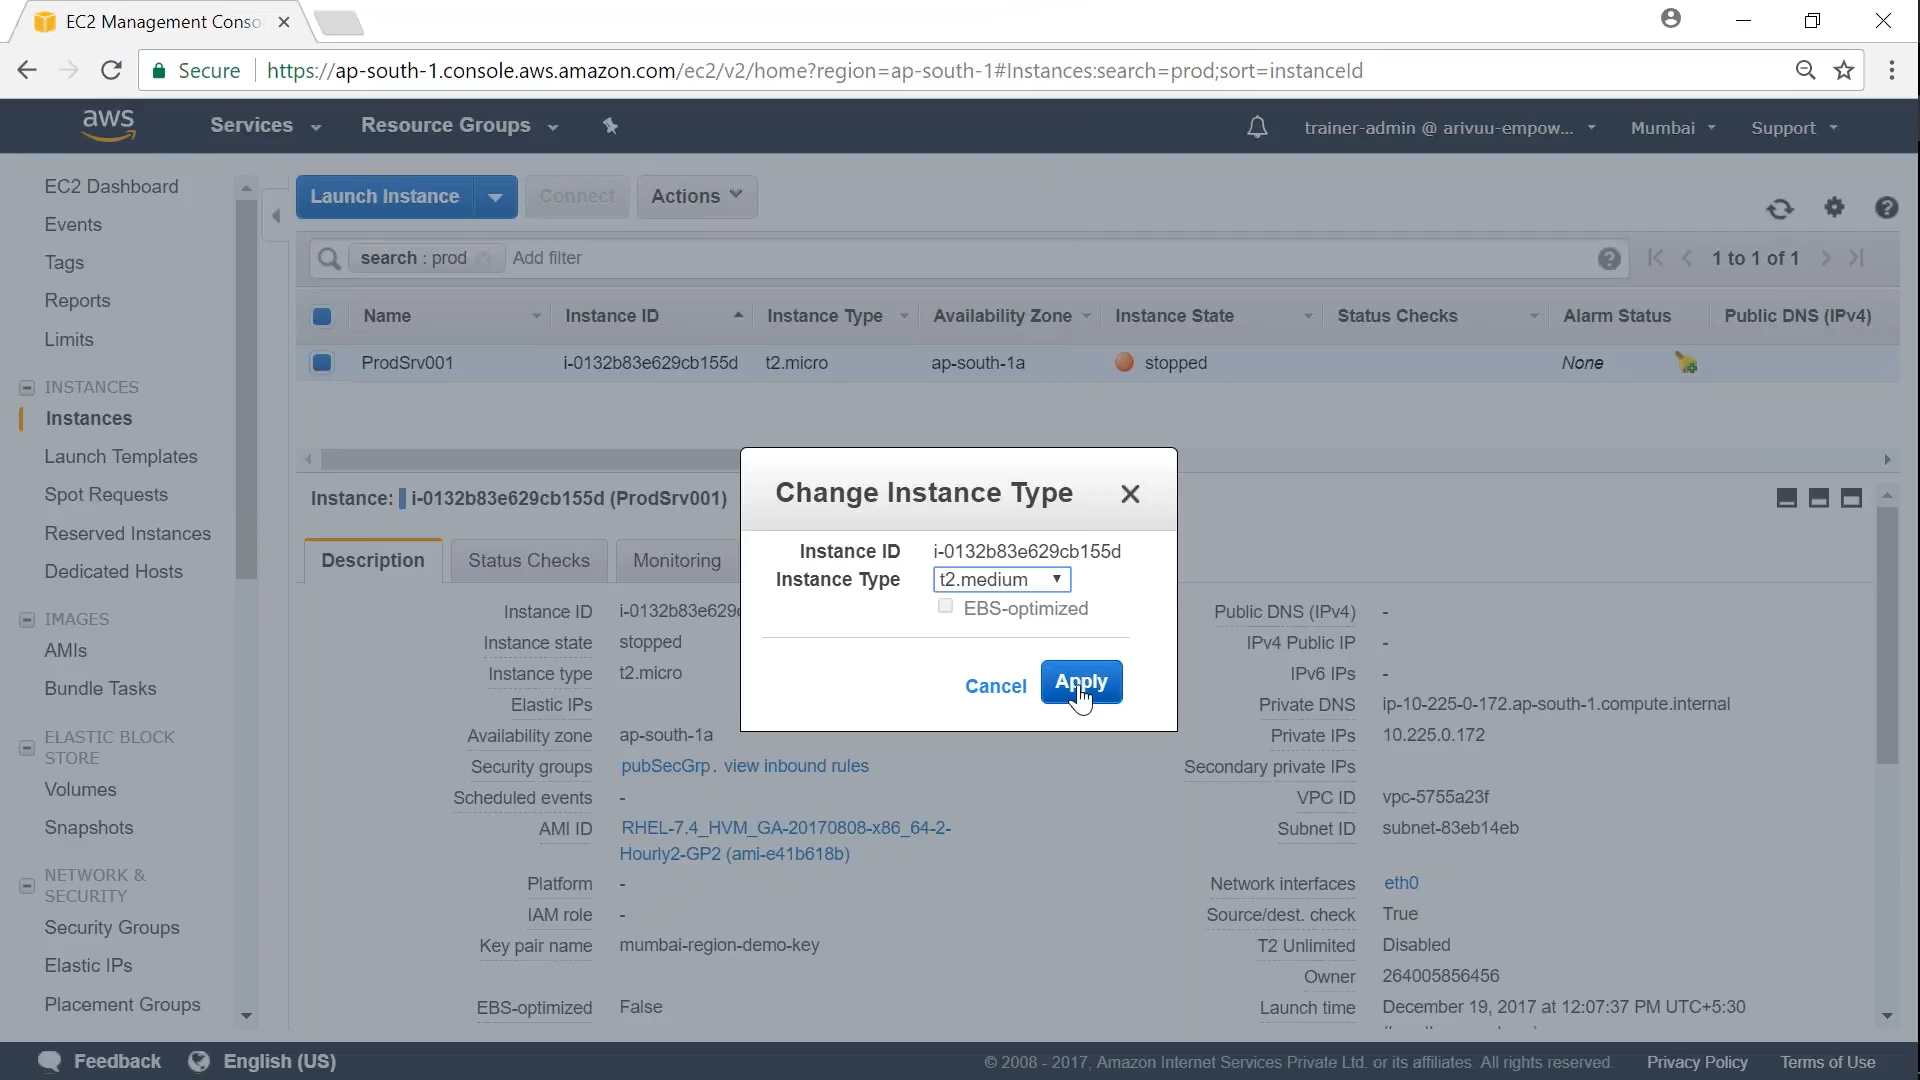 EC2 Management Conso
Secure https://ap-south-1.console.aws.amazon.com/ec2/v2/home?region=ap-south-1#Instances:search=prod;sort=instanceId
aws Services Resource Groups trainer-admin @ arivuu-empow... Mumbai Support
EC2 Dashboard
Events
Tags
Reports
Limits
INSTANCES
Instances
Launch Templates
Spot Requests
Reserved Instances
Dedicated Hosts
IMAGES
AMIs
Bundle Tasks
ELASTIC BLOCK
STORE
Volumes
Snapshots
NETWORK &
SECURITY
Security Groups
Elastic IPs
Placement Groups
Launch Instance Connect Actions
search : prod Add filter 1 to 1 of 1
Name Instance ID Instance Type Availability Zone Instance State Status Checks Alarm Status Public DNS (IPv4)
ProdSrv001 i-0132b83e629cb155d t2.micro ap-south-1a stopped None
Instance: i-0132b83e629cb155d (ProdSrv001)
Description Status Checks Monitoring
Change Instance Type
Instance ID i-0132b83e629cb155d
Instance Type t2.medium
EBS-optimized
Cancel Apply
Instance ID i-0132b83e629c
Instance state stopped
Instance type t2.micro
Elastic IPs
Availability zone ap-south-1a
Security groups pubSecGrp. view inbound rules
Scheduled events -
AMI ID RHEL-7.4_HVM_GA-20170808-x86_64-2-
Hourly2-GP2 (ami-e41b618b)
Platform -
IAM role -
Key pair name mumbai-region-demo-key
EBS-optimized False
Public DNS (IPv4) -
IPv4 Public IP -
IPv6 IPs -
Private DNS ip-10-225-0-172.ap-south-1.compute.internal
Private IPs 10.225.0.172
Secondary private IPs
VPC ID vpc-5755a23f
Subnet ID subnet-83eb14eb
Network interfaces eth0
Source/dest. check True
T2 Unlimited Disabled
Owner 264005856456
Launch time December 19, 2017 at 12:07:37 PM UTC+5:30
Feedback English (US) © 2008 - 2017, Amazon Internet Services Private Ltd. or its affiliates. All rights reserved. Privacy Policy Terms of Use